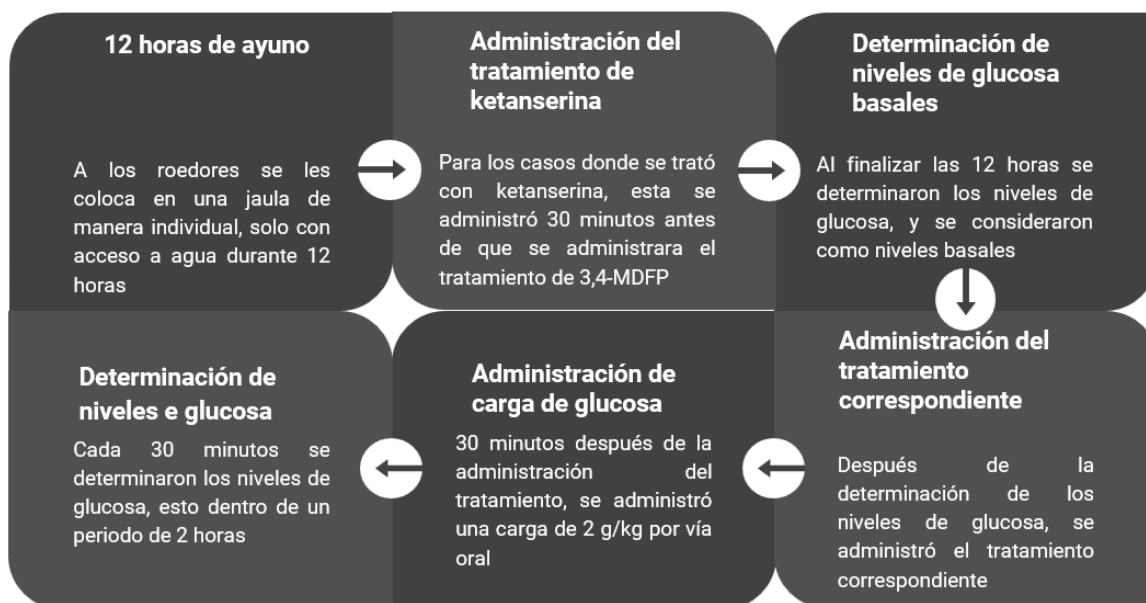 12 horas de ayuno
A los roedores se les
coloca en una jaula de
manera individual, solo con
acceso a agua durante 12
horas
Administración del
tratamiento de
ketanserina
Para los casos donde se trató
con ketanserina, esta se
administró 30 minutos antes
de que se administrara el
tratamiento de 3,4-MDFP
Determinación de
niveles de glucosa
basales
Al finalizar las 12 horas se
determinaron los niveles de
glucosa, y se consideraron
como niveles basales
Administración del
tratamiento
correspondiente
Después de la
determinación de los
niveles de glucosa, se
administró el tratamiento
correspondiente
Administración de
carga de glucosa
30 minutos después de la
administración del
tratamiento, se administró
una carga de 2 g/kg por vía
oral
Determinación de
niveles e glucosa
Cada 30 minutos se
determinaron los niveles de
glucosa, esto dentro de un
periodo de 2 horas